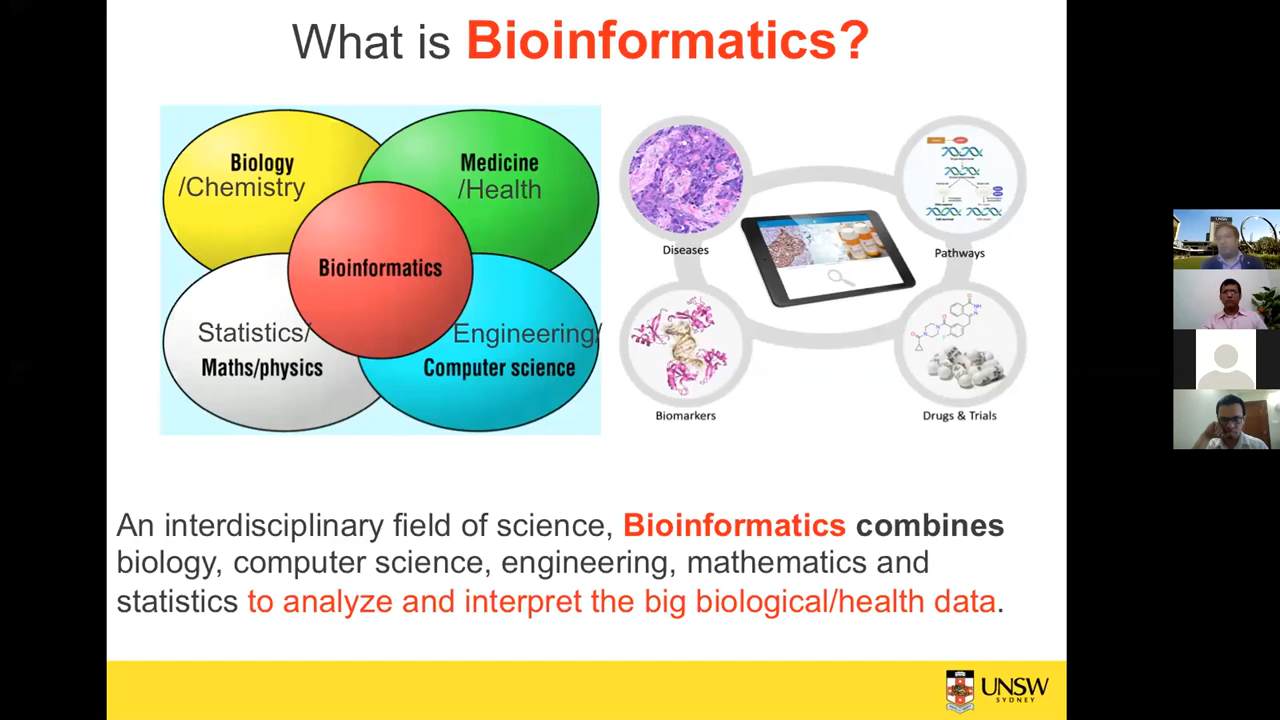 What is Bioinformatics?
Biology
/Chemistry
Medicine
/Health
Bioinformatics
Statistics/
Maths/physics
Engineering/
Computer science
Diseases
Pathways
Biomarkers
Drugs & Trials
An interdisciplinary field of science, Bioinformatics combines
biology, computer science, engineering, mathematics and
statistics to analyze and interpret the big biological/health data.
UNSW
SYDNEY
UNSW